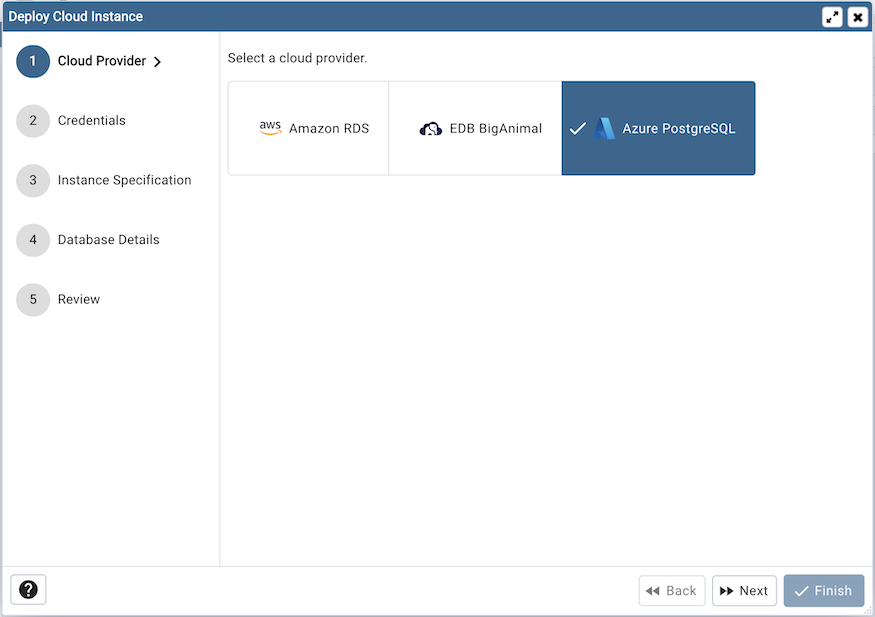 Deploy Cloud Instance
1 Cloud Provider
2 Credentials
3 Instance Specification
4 Database Details
5 Review
Select a cloud provider.
aws Amazon RDS
EDB BigAnimal
Azure PostgreSQL
?
Back
Next
Finish